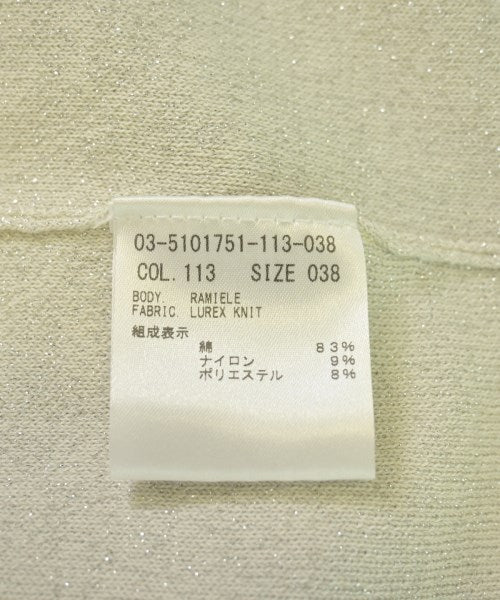 03-5101751-113-038
COL.113 SIZE 038
BODY. RAMIELE
FABRIC. LUREX KNIT
組成表示
綿 83%
ナイロン 9%
ポリエステル 8%